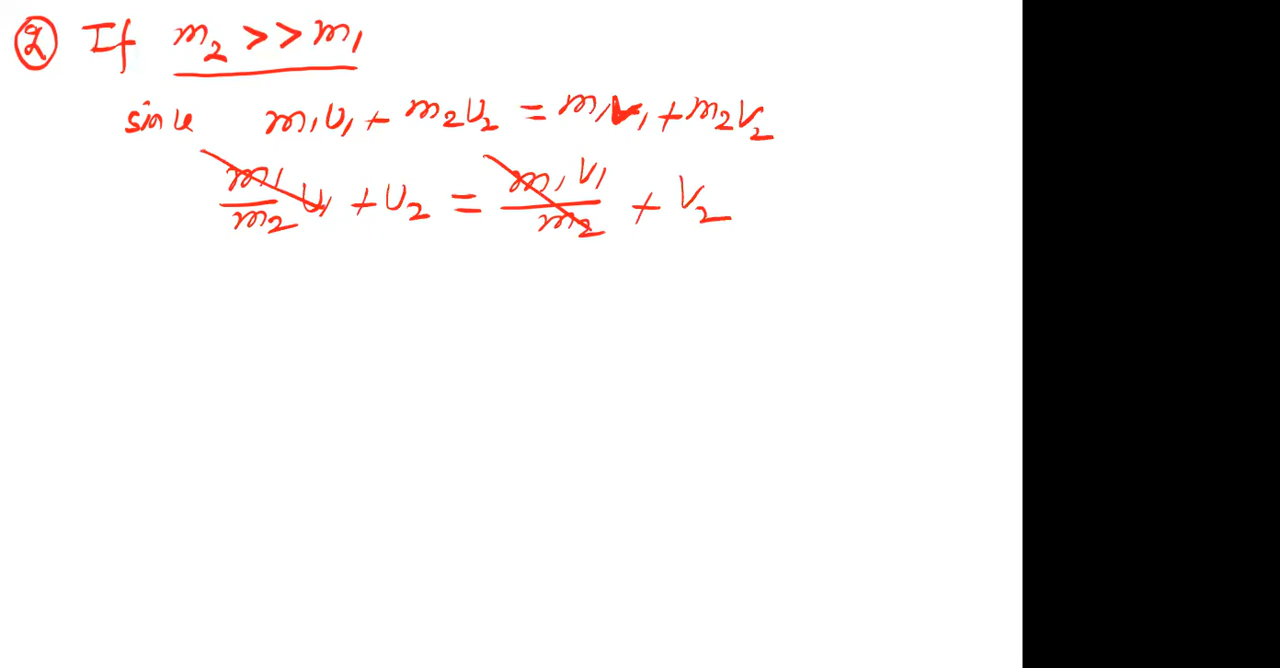 ② If m₂ >> m₁
since m₁U₁ + m₂U₂ = m₁V₁ + m₂V₂
m₁/m₂ U₁ + U₂ = m₁V₁/m₂ + V₂